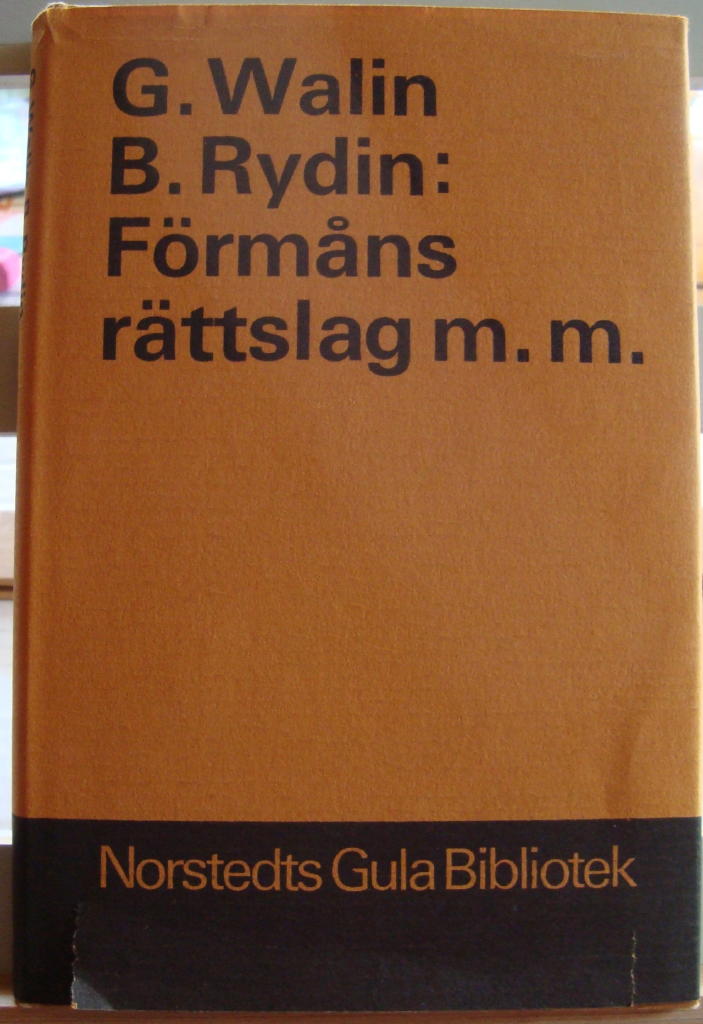 G. Walin
B. Rydin:
Förmåns
rättslag m. m.
Norstedts Gula Bibliotek